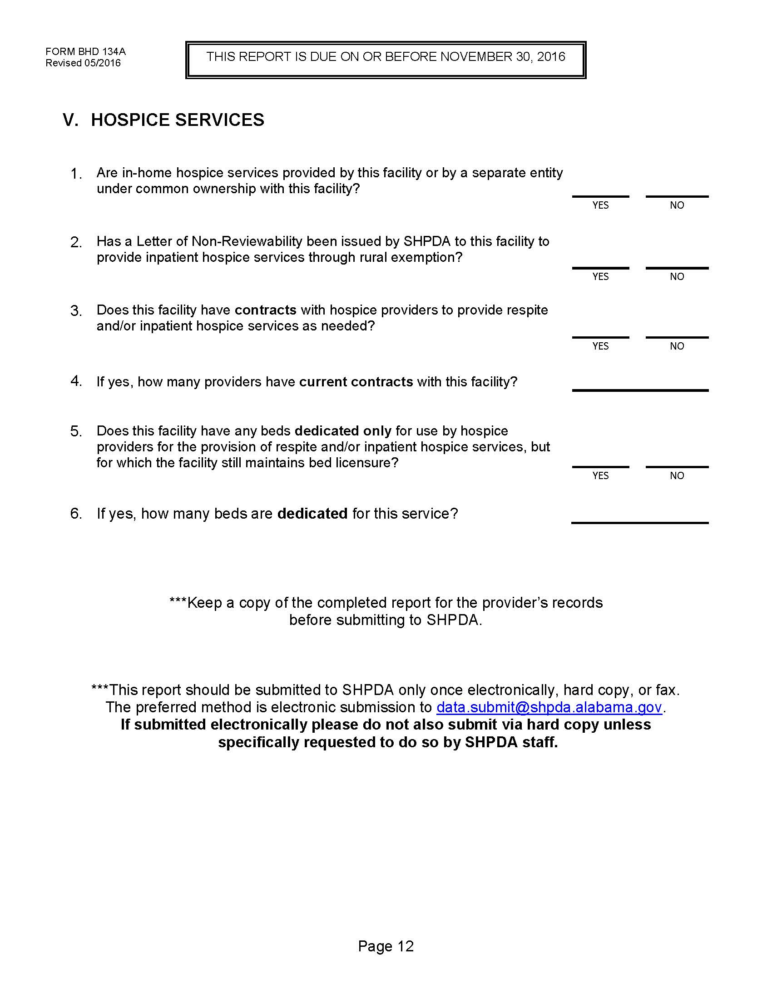 FORM BHD 134A
Revised 05/2016
THIS REPORT IS DUE ON OR BEFORE NOVEMBER 30, 2016
V. HOSPICE SERVICES
1. Are in-home hospice services provided by this facility or by a separate entity
under common ownership with this facility?
YES NO
2. Has a Letter of Non-Reviewability been issued by SHPDA to this facility to
provide inpatient hospice services through rural exemption?
YES NO
3. Does this facility have contracts with hospice providers to provide respite
and/or inpatient hospice services as needed?
YES NO
4. If yes, how many providers have current contracts with this facility?
5. Does this facility have any beds dedicated only for use by hospice
providers for the provision of respite and/or inpatient hospice services, but
for which the facility still maintains bed licensure?
YES NO
6. If yes, how many beds are dedicated for this service?
***Keep a copy of the completed report for the provider’s records
before submitting to SHPDA.
***This report should be submitted to SHPDA only once electronically, hard copy, or fax.
The preferred method is electronic submission to data.submit@shpda.alabama.gov.
If submitted electronically please do not also submit via hard copy unless
specifically requested to do so by SHPDA staff.
Page 12